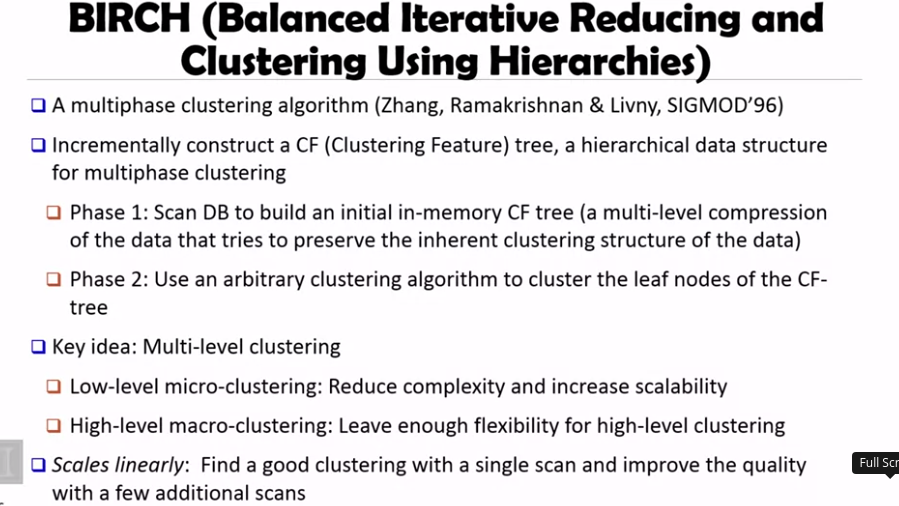 BIRCH (Balanced Iterative Reducing and
Clustering Using Hierarchies)
A multiphase clustering algorithm (Zhang, Ramakrishnan & Livny, SIGMOD'96)
Incrementally construct a CF (Clustering Feature) tree, a hierarchical data structure
for multiphase clustering
Phase 1: Scan DB to build an initial in-memory CF tree (a multi-level compression
of the data that tries to preserve the inherent clustering structure of the data)
Phase 2: Use an arbitrary clustering algorithm to cluster the leaf nodes of the CF-
tree
Key idea: Multi-level clustering
Low-level micro-clustering: Reduce complexity and increase scalability
High-level macro-clustering: Leave enough flexibility for high-level clustering
Scales linearly: Find a good clustering with a single scan and improve the quality
with a few additional scans
Full Scr